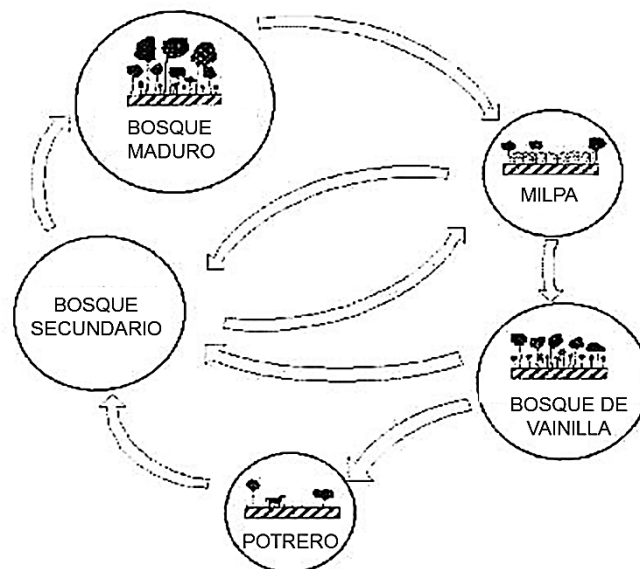 BOSQUE
MADURO
MILPA
BOSQUE
SECUNDARIO
BOSQUE DE
VAINILLA
POTRERO